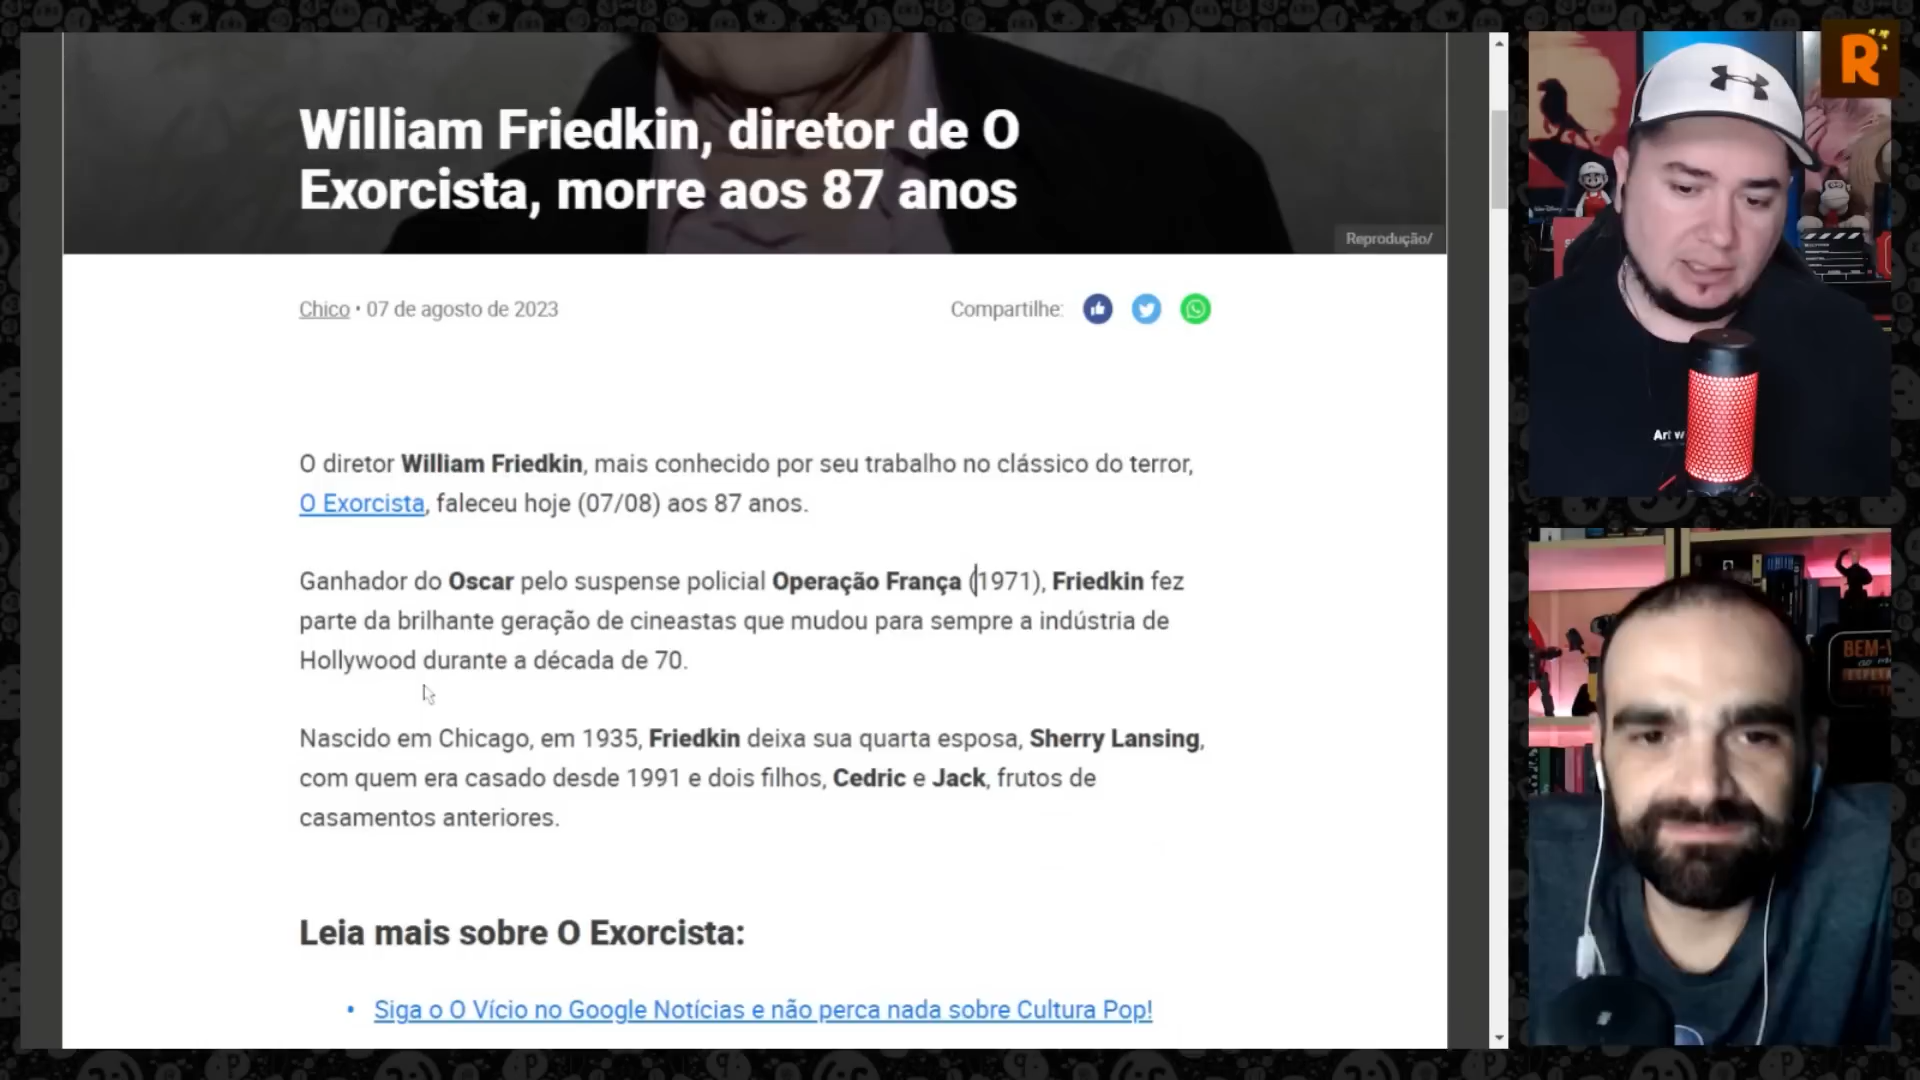 William Friedkin, diretor de O
Exorcista, morre aos 87 anos
Reprodução/
Chico • 07 de agosto de 2023
Compartilhe:
O diretor William Friedkin, mais conhecido por seu trabalho no clássico do terror,
O Exorcista, faleceu hoje (07/08) aos 87 anos.
Ganhador do Oscar pelo suspense policial Operação França (1971), Friedkin fez
parte da brilhante geração de cineastas que mudou para sempre a indústria de
Hollywood durante a década de 70.
Nascido em Chicago, em 1935, Friedkin deixa sua quarta esposa, Sherry Lansing,
com quem era casado desde 1991 e dois filhos, Cedric e Jack, frutos de
casamentos anteriores.
Leia mais sobre O Exorcista:
• Siga o O Vício no Google Notícias e não perca nada sobre Cultura Pop!
R
Art w
BEM-V